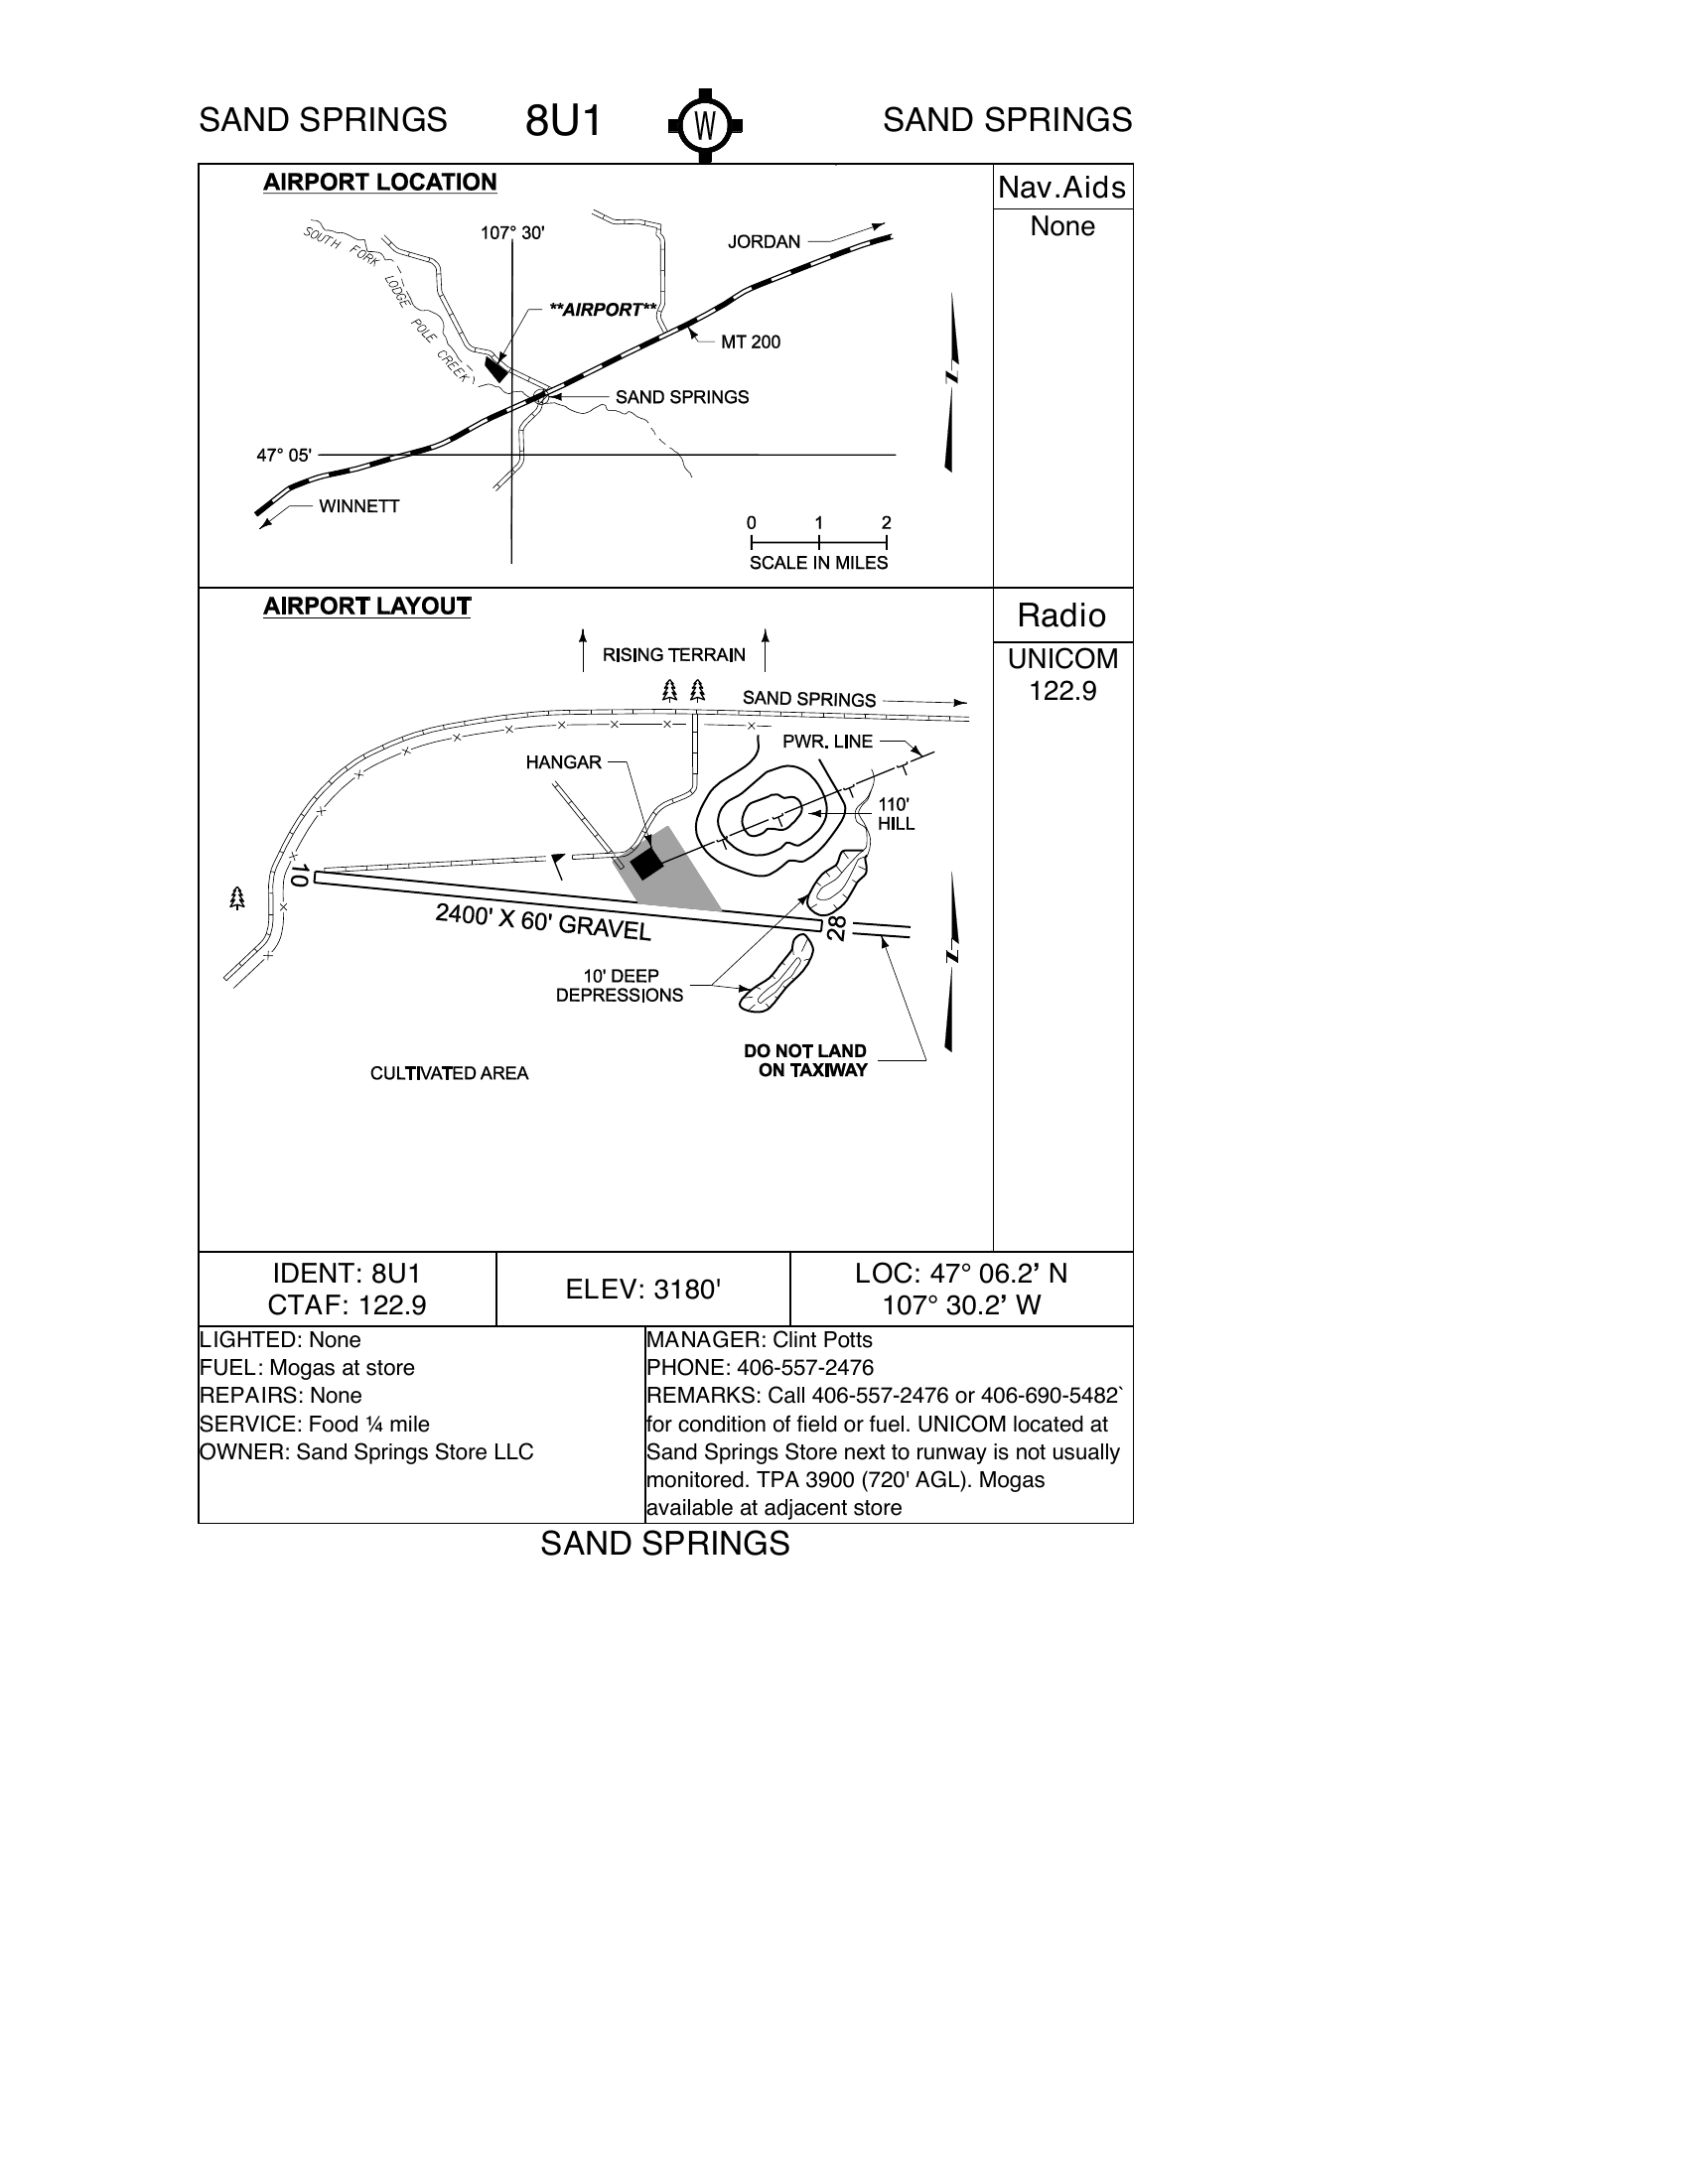 SAND SPRINGS 8U1 W SAND SPRINGS
AIRPORT LOCATION
Nav.Aids
None
107° 30'
JORDAN
SOUTH FORK LODGE POLE CREEK
**AIRPORT**
MT 200
SAND SPRINGS
47° 05'
WINNETT
N
0 1 2
SCALE IN MILES
AIRPORT LAYOUT
Radio
UNICOM
122.9
RISING TERRAIN
SAND SPRINGS
PWR. LINE
HANGAR
110'
HILL
10
2400' X 60' GRAVEL
28
10' DEEP
DEPRESSIONS
N
DO NOT LAND
ON TAXIWAY
CULTIVATED AREA
IDENT: 8U1
CTAF: 122.9
ELEV: 3180'
LOC: 47° 06.2’ N
107° 30.2’ W
LIGHTED: None
FUEL: Mogas at store
REPAIRS: None
SERVICE: Food ¼ mile
OWNER: Sand Springs Store LLC
MANAGER: Clint Potts
PHONE: 406-557-2476
REMARKS: Call 406-557-2476 or 406-690-5482`
for condition of field or fuel. UNICOM located at
Sand Springs Store next to runway is not usually
monitored. TPA 3900 (720' AGL). Mogas
available at adjacent store
SAND SPRINGS